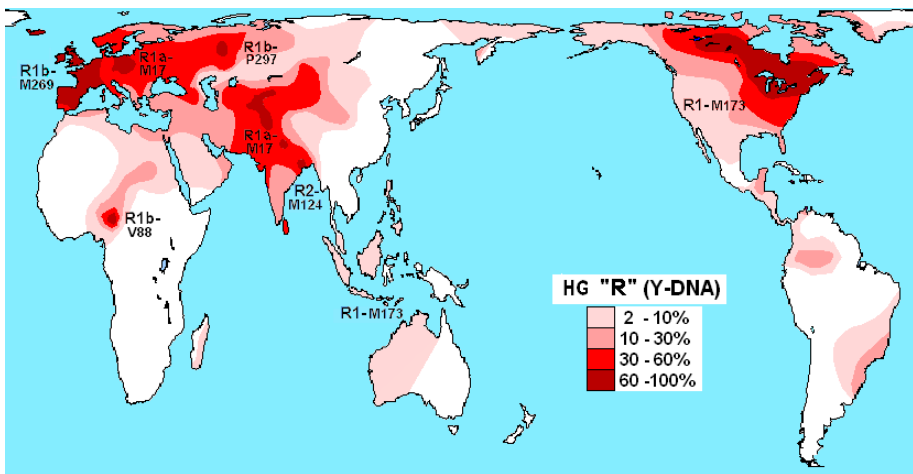 R1b-
M269
R1a-
M17
R1b-
P297
R1-M173
R1a-
M17
R2-
M124
R1b-
V88
R1-M173
HG "R" (Y-DNA)
2 - 10%
10 - 30%
30 - 60%
60 -100%